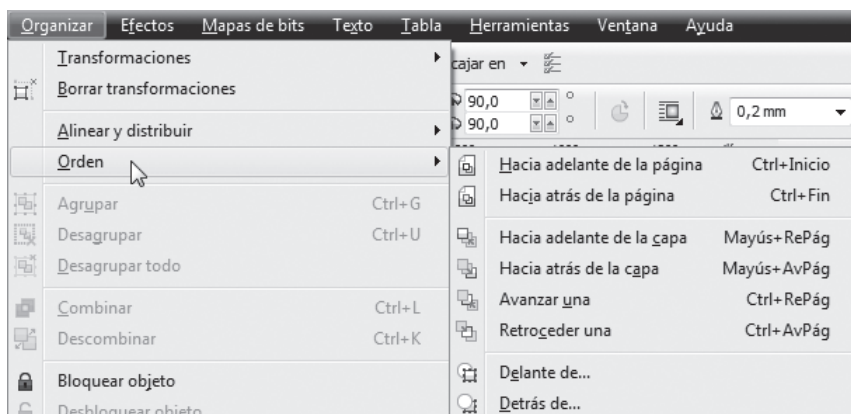 Organizar Efectos Mapas de bits Texto Tabla Herramientas Ventana Ayuda
Transformaciones
Borrar transformaciones
Alinear y distribuir
Orden
Agrupar Ctrl+G
Desagrupar Ctrl+U
Desagrupar todo
Combinar Ctrl+L
Descombinar Ctrl+K
Bloquear objeto
Desbloquear objeto
cajar en
90,0 °
90,0 °
0,2 mm
Hacia adelante de la página Ctrl+Inicio
Hacia atrás de la página Ctrl+Fin
Hacia adelante de la capa Mayús+RePág
Hacia atrás de la capa Mayús+AvPág
Avanzar una Ctrl+RePág
Retroceder una Ctrl+AvPág
Delante de...
Detrás de...